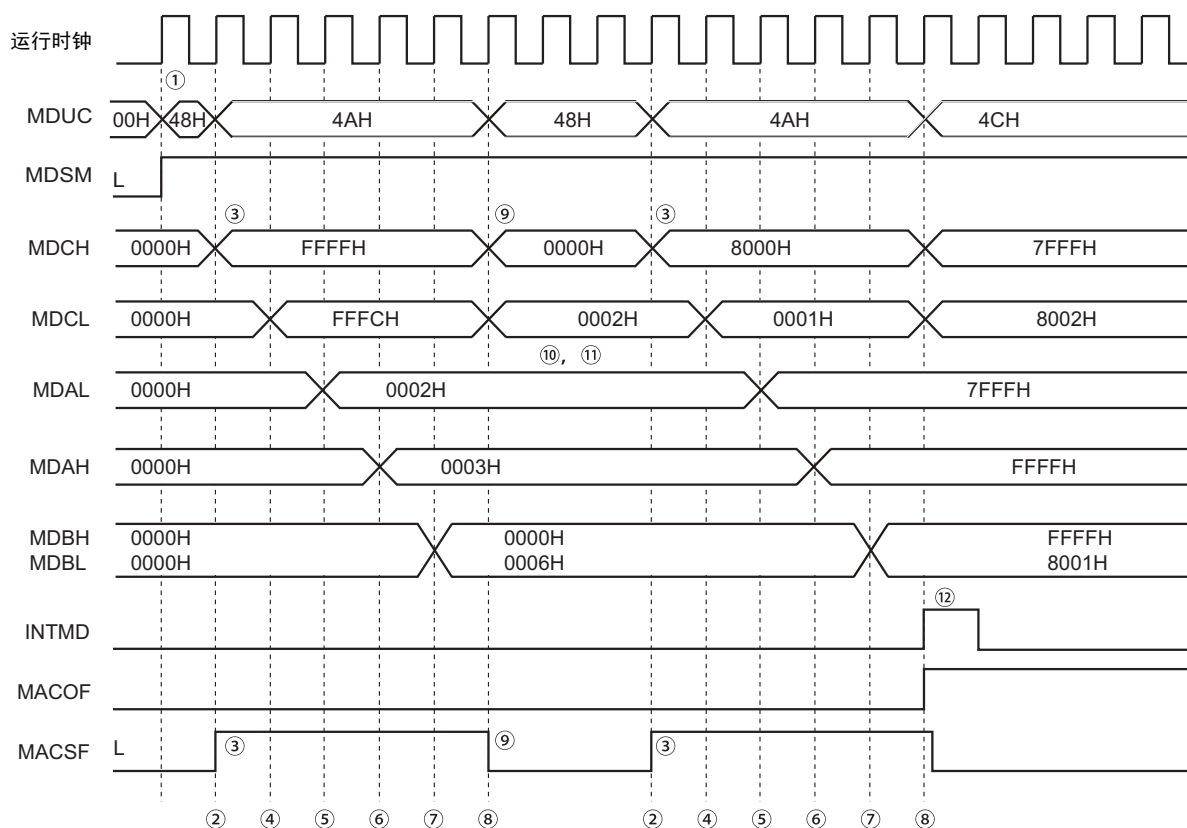 运行时钟
①
MDUC 00H 48H 4AH 48H 4AH 4CH
MDSM L
③ ⑨ ③
MDCH 0000H FFFFH 0000H 8000H 7FFFH
MDCL 0000H FFFCH 0002H 0001H 8002H
⑩, ⑪
MDAL 0000H 0002H 7FFFH
MDAH 0000H 0003H FFFFH
MDBH 0000H 0000H FFFFH
MDBL 0000H 0006H 8001H
⑫
INTMD
MACOF
MACSF L ③ ⑨ ③
② ④ ⑤ ⑥ ⑦ ⑧ ② ④ ⑤ ⑥ ⑦ ⑧